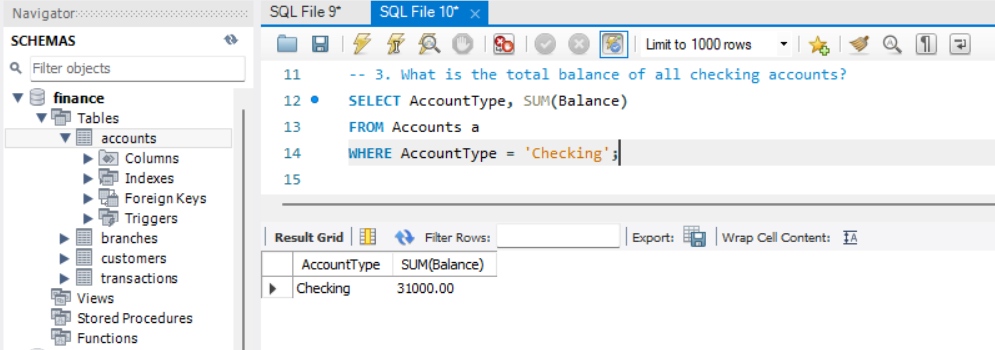 Navigator
SCHEMAS
Filter objects
finance
Tables
accounts
Columns
Indexes
Foreign Keys
Triggers
branches
customers
transactions
Views
Stored Procedures
Functions
SQL File 9*
SQL File 10*
Limit to 1000 rows
11 -- 3. What is the total balance of all checking accounts?
12 SELECT AccountType, SUM(Balance)
13 FROM Accounts a
14 WHERE AccountType = 'Checking';
15
Result Grid Filter Rows: Export: Wrap Cell Content:
AccountType SUM(Balance)
Checking 31000.00